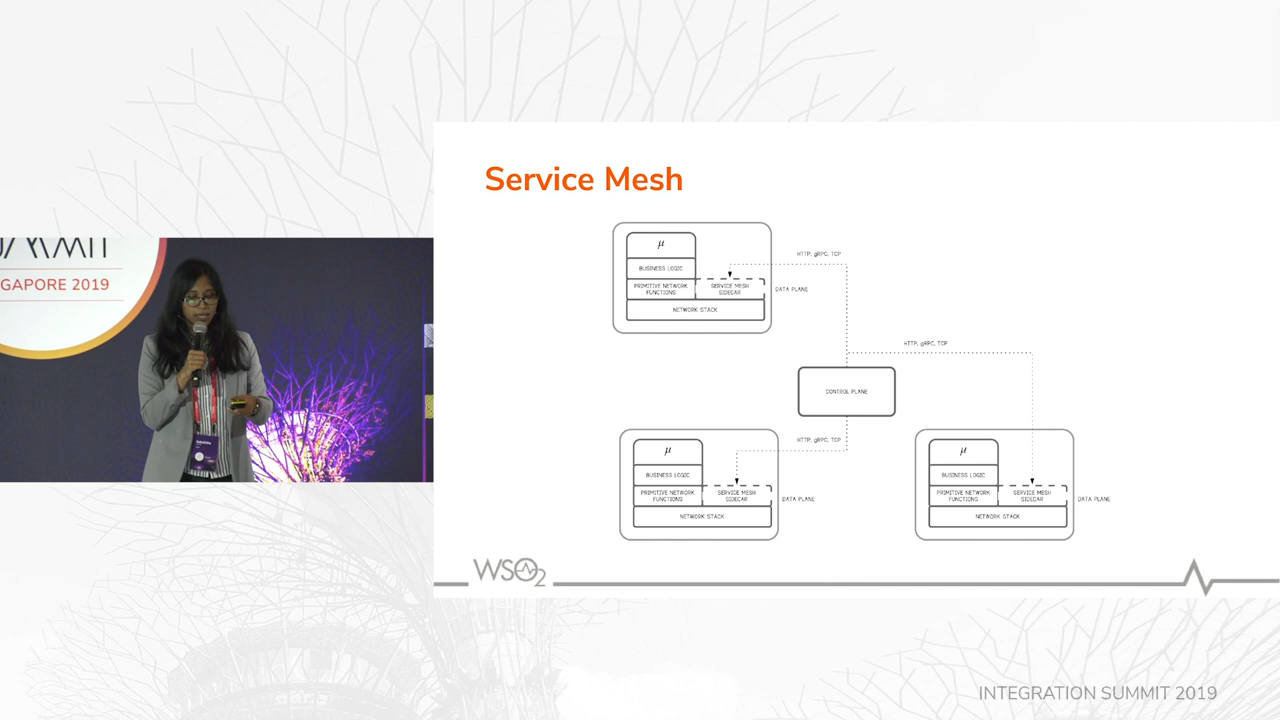 SUMMIT
GAPORE 2019
Service Mesh
μ
BUSINESS LOGIC
PRIMITIVE NETWORK
FUNCTIONS
SERVICE MESH
SIDECAR
NETWORK STACK
DATA PLANE
HTTP, gRPC, TCP
HTTP, gRPC, TCP
CONTROL PLANE
HTTP, gRPC, TCP
μ
BUSINESS LOGIC
PRIMITIVE NETWORK
FUNCTIONS
SERVICE MESH
SIDECAR
NETWORK STACK
DATA PLANE
μ
BUSINESS LOGIC
PRIMITIVE NETWORK
FUNCTIONS
SERVICE MESH
SIDECAR
NETWORK STACK
DATA PLANE
WSO2
INTEGRATION SUMMIT 2019